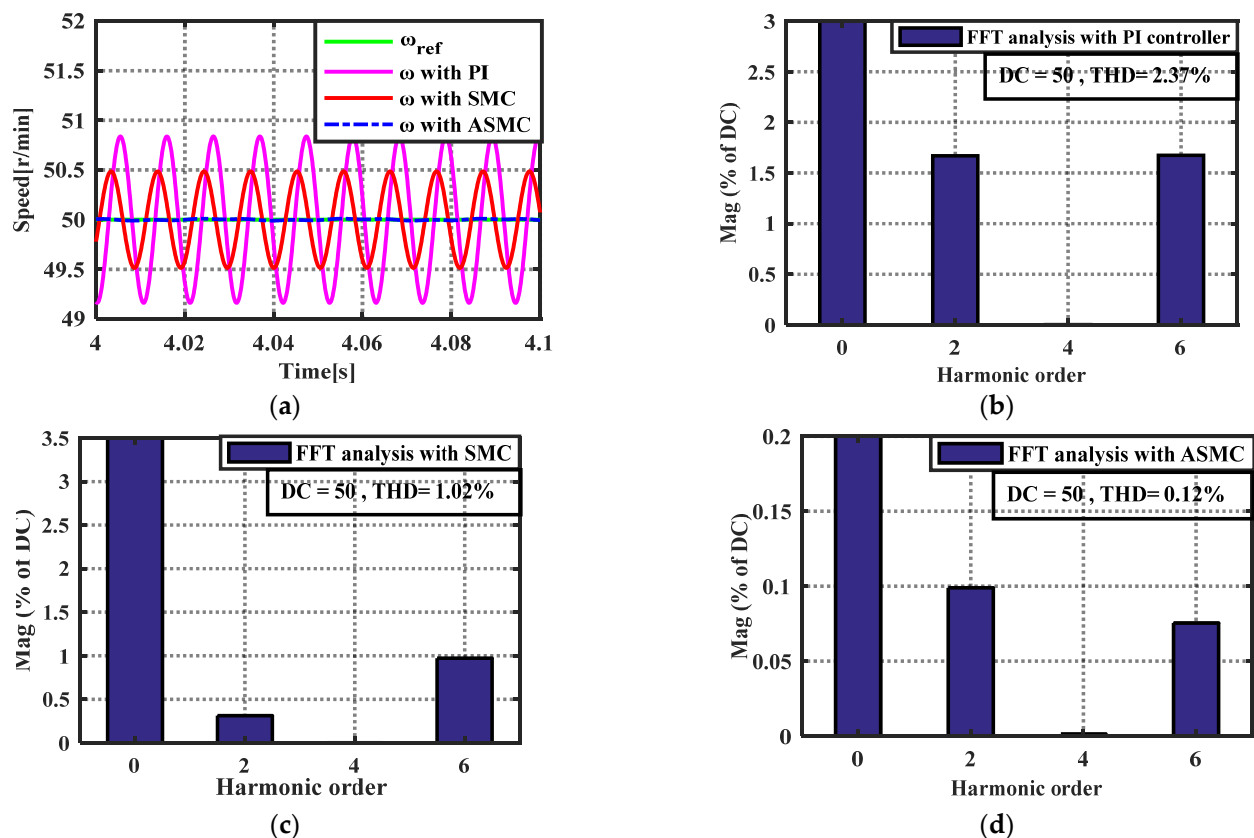 52
51.5
51
50.5
50
49.5
49
Speed[r/min]
ω_ref
ω with PI
ω with SMC
ω with ASMC
4 4.02 4.04 4.06 4.08 4.1
Time[s]
(a)
3
2.5
2
1.5
1
0.5
0
Mag (% of DC)
FFT analysis with PI controller
DC = 50 , THD= 2.37%
0 2 4 6
Harmonic order
(b)
3.5
3
2.5
2
1.5
1
0.5
0
Mag (% of DC)
FFT analysis with SMC
DC = 50 , THD= 1.02%
0 2 4 6
Harmonic order
(c)
0.2
0.15
0.1
0.05
0
Mag (% of DC)
FFT analysis with ASMC
DC = 50 , THD= 0.12%
0 2 4 6
Harmonic order
(d)